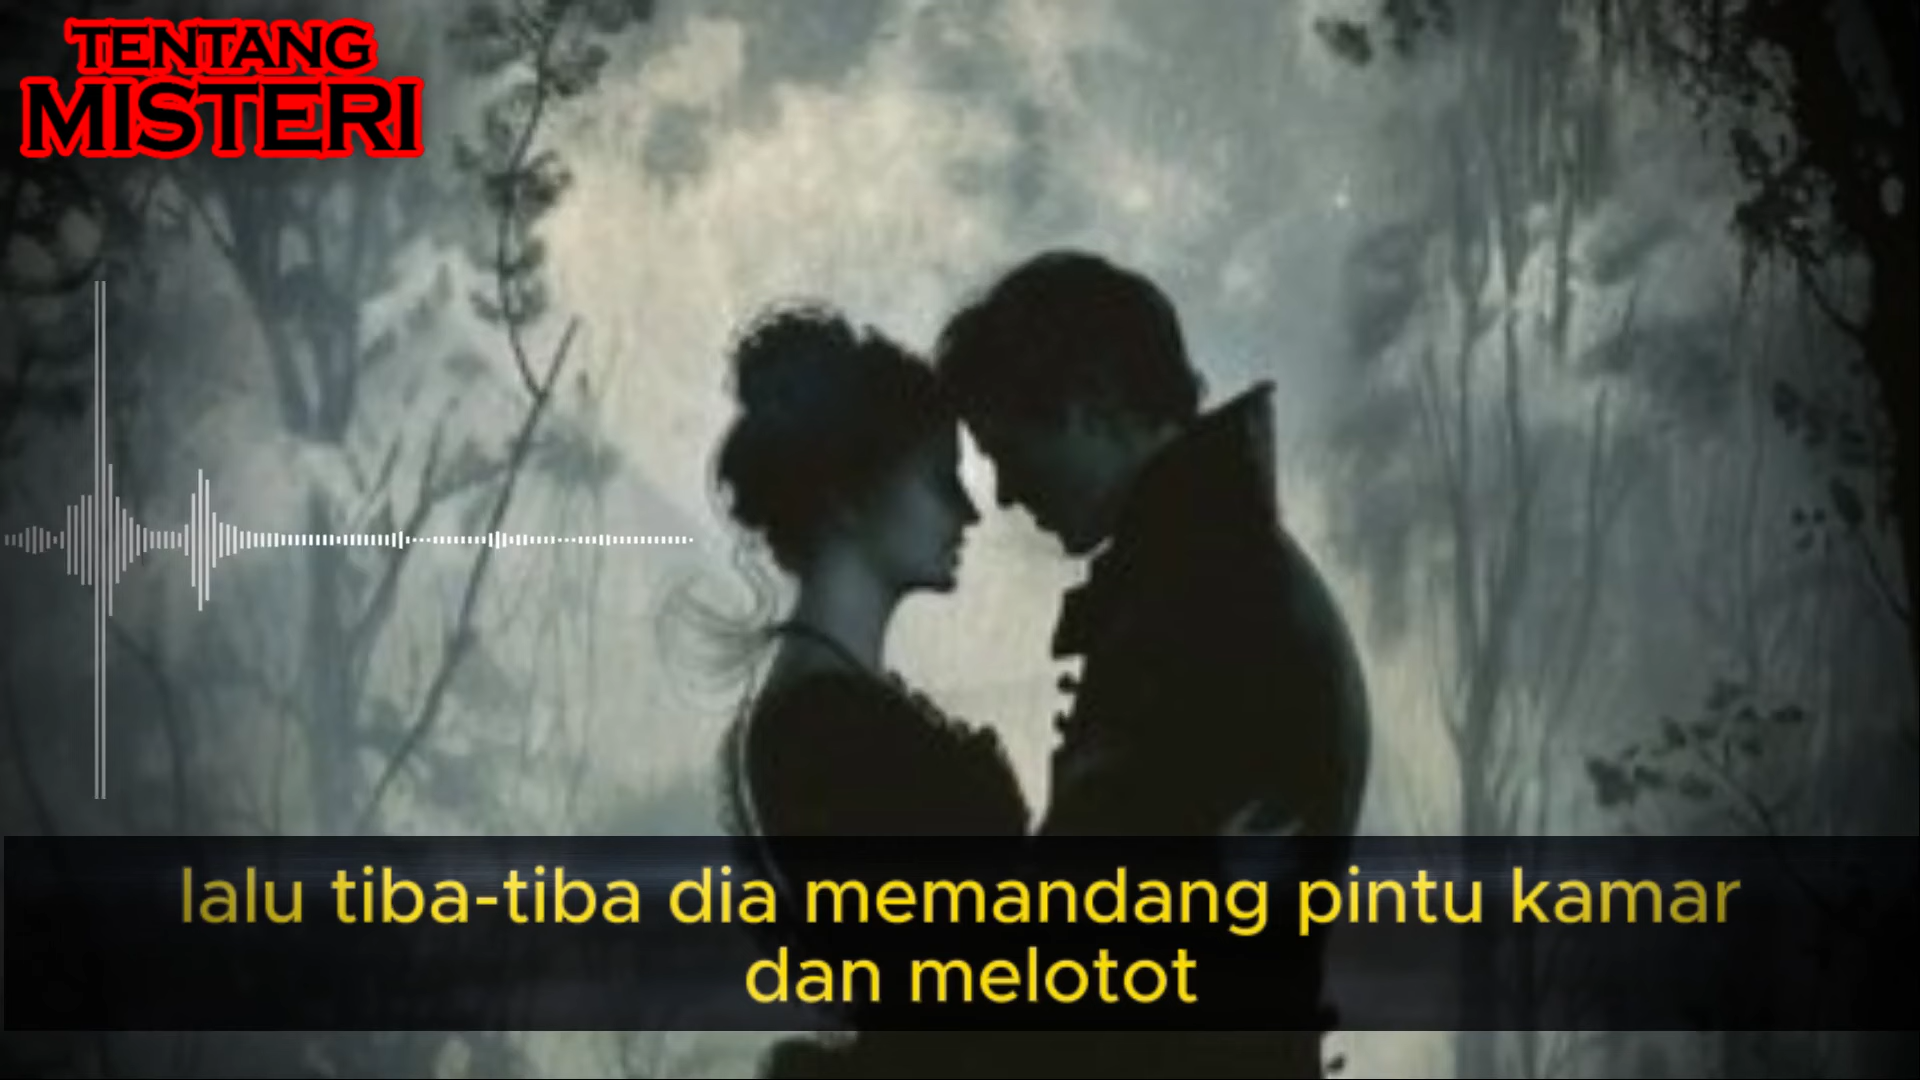 TENTANG
MISTERI
lalu tiba-tiba dia memandang pintu kamar
dan melotot